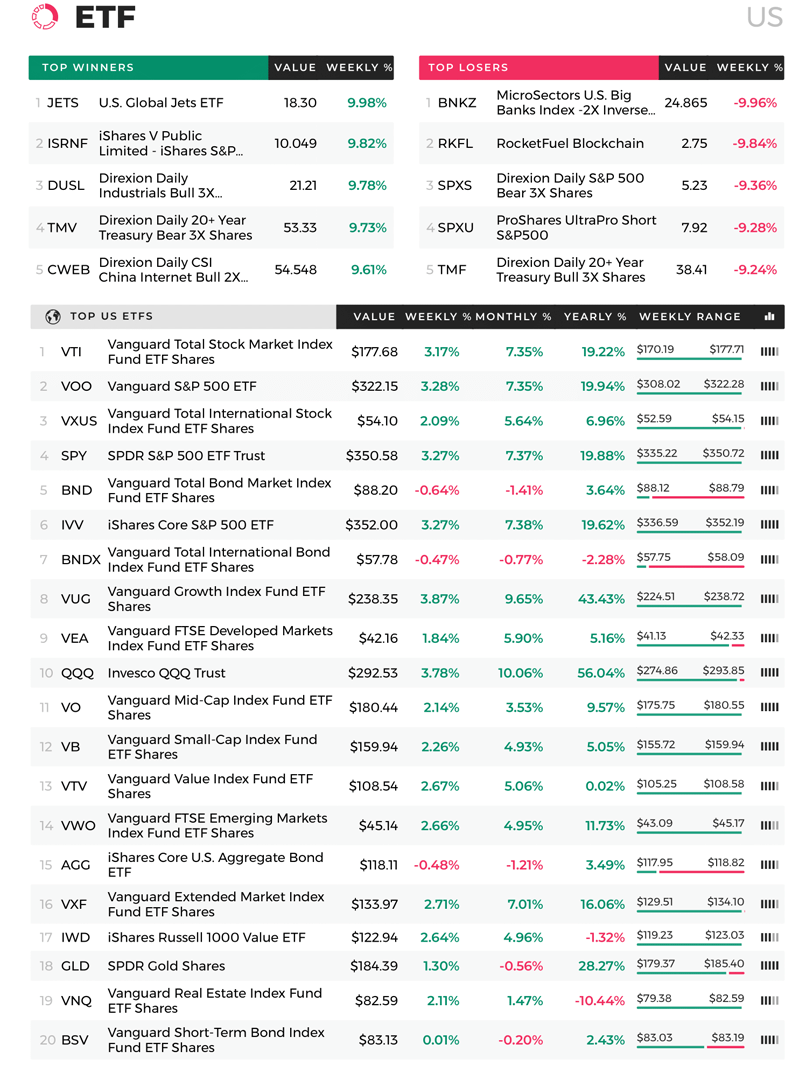 ETF
US
TOP WINNERS VALUE WEEKLY %
1 JETS U.S. Global Jets ETF 18.30 9.98%
2 ISRNF iShares V Public
Limited - iShares S&P... 10.049 9.82%
3 DUSL Direxion Daily
Industrials Bull 3X... 21.21 9.78%
4 TMV Direxion Daily 20+ Year
Treasury Bear 3X Shares 53.33 9.73%
5 CWEB Direxion Daily CSI
China Internet Bull 2X... 54.548 9.61%
TOP LOSERS VALUE WEEKLY %
1 BNKZ MicroSectors U.S. Big
Banks Index -2X Inverse... 24.865 -9.96%
2 RKFL RocketFuel Blockchain 2.75 -9.84%
3 SPXS Direxion Daily S&P 500
Bear 3X Shares 5.23 -9.36%
4 SPXU ProShares UltraPro Short
S&P500 7.92 -9.28%
5 TMF Direxion Daily 20+ Year
Treasury Bull 3X Shares 38.41 -9.24%
TOP US ETFS VALUE WEEKLY % MONTHLY % YEARLY % WEEKLY RANGE
1 VTI Vanguard Total Stock Market Index
Fund ETF Shares $177.68 3.17% 7.35% 19.22% $170.19 $177.71
2 VOO Vanguard S&P 500 ETF $322.15 3.28% 7.35% 19.94% $308.02 $322.28
3 VXUS Vanguard Total International Stock
Index Fund ETF Shares $54.10 2.09% 5.64% 6.96% $52.59 $54.15
4 SPY SPDR S&P 500 ETF Trust $350.58 3.27% 7.37% 19.88% $335.22 $350.72
5 BND Vanguard Total Bond Market Index
Fund ETF Shares $88.20 -0.64% -1.41% 3.64% $88.12 $88.79
6 IVV iShares Core S&P 500 ETF $352.00 3.27% 7.38% 19.62% $336.59 $352.19
7 BNDX Vanguard Total International Bond
Index Fund ETF Shares $57.78 -0.47% -0.77% -2.28% $57.75 $58.09
8 VUG Vanguard Growth Index Fund ETF
Shares $238.35 3.87% 9.65% 43.43% $224.51 $238.72
9 VEA Vanguard FTSE Developed Markets
Index Fund ETF Shares $42.16 1.84% 5.90% 5.16% $41.13 $42.33
10 QQQ Invesco QQQ Trust $292.53 3.78% 10.06% 56.04% $274.86 $293.85
11 VO Vanguard Mid-Cap Index Fund ETF
Shares $180.44 2.14% 3.53% 9.57% $175.75 $180.55
12 VB Vanguard Small-Cap Index Fund
ETF Shares $159.94 2.26% 4.93% 5.05% $155.72 $159.94
13 VTV Vanguard Value Index Fund ETF
Shares $108.54 2.67% 5.06% 0.02% $105.25 $108.58
14 VWO Vanguard FTSE Emerging Markets
Index Fund ETF Shares $45.14 2.66% 4.95% 11.73% $43.09 $45.17
15 AGG iShares Core U.S. Aggregate Bond
ETF $118.11 -0.48% -1.21% 3.49% $117.95 $118.82
16 VXF Vanguard Extended Market Index
Fund ETF Shares $133.97 2.71% 7.01% 16.06% $129.51 $134.10
17 IWD iShares Russell 1000 Value ETF $122.94 2.64% 4.96% -1.32% $119.23 $123.03
18 GLD SPDR Gold Shares $184.39 1.30% -0.56% 28.27% $179.37 $185.40
19 VNQ Vanguard Real Estate Index Fund
ETF Shares $82.59 2.11% 1.47% -10.44% $79.38 $82.59
20 BSV Vanguard Short-Term Bond Index
Fund ETF Shares $83.13 0.01% -0.20% 2.43% $83.03 $83.19